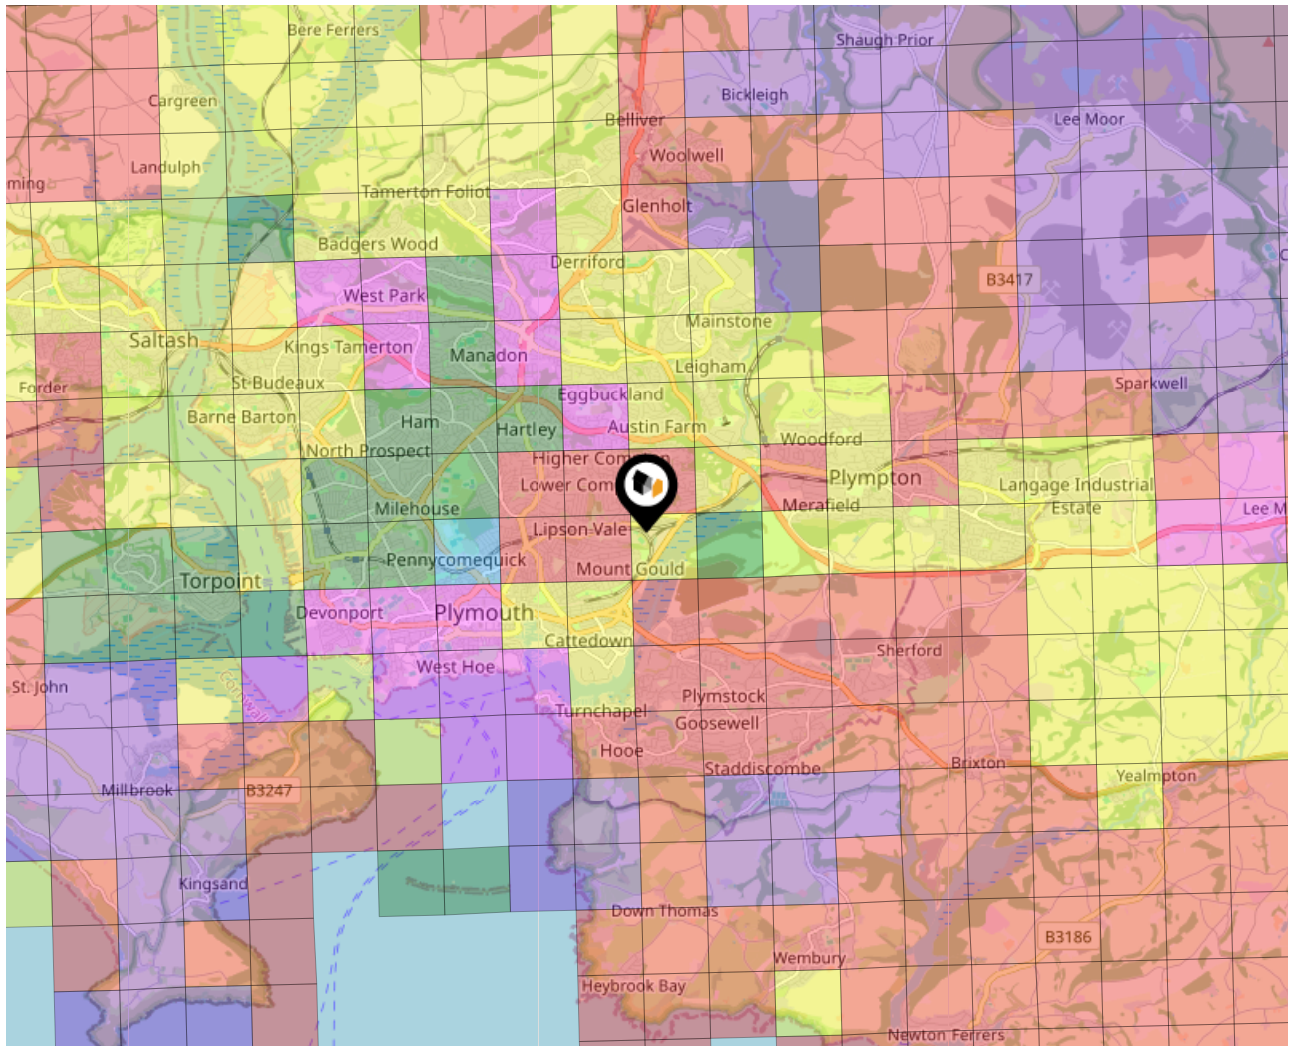 Bere Ferrers
Shaugh Prior
Cargreen
Bickleigh
Belliver
Lee Moor
Landulph
Woolwell
ming
Tamerton Foliot
Glenholt
Badgers Wood
Derriford
B3417
West Park
Mainstone
Saltash
Kings Tamerton
Manadon
Leigham
Forder
St Budeaux
Eggbuckland
Sparkwell
Barne Barton
Ham
Hartley
Austin Farm
North Prospect
Woodford
Higher Com
Plympton
Lower Com
Langage Industrial
Estate
Milehouse
Merafield
Lee M
Lipson Vale
Pennycomequick
Mount Gould
Torpoint
Devonport
Plymouth
Cattedown
Sherford
West Hoe
St. John
Cornwall
Plymstock
Turnchapel
Goosewell
Hooe
Staddiscombe
Brixton
Yealmpton
Millbrook
B3247
Kingsand
Down Thomas
B3186
Wembury
Heybrook Bay
Newton Ferrers